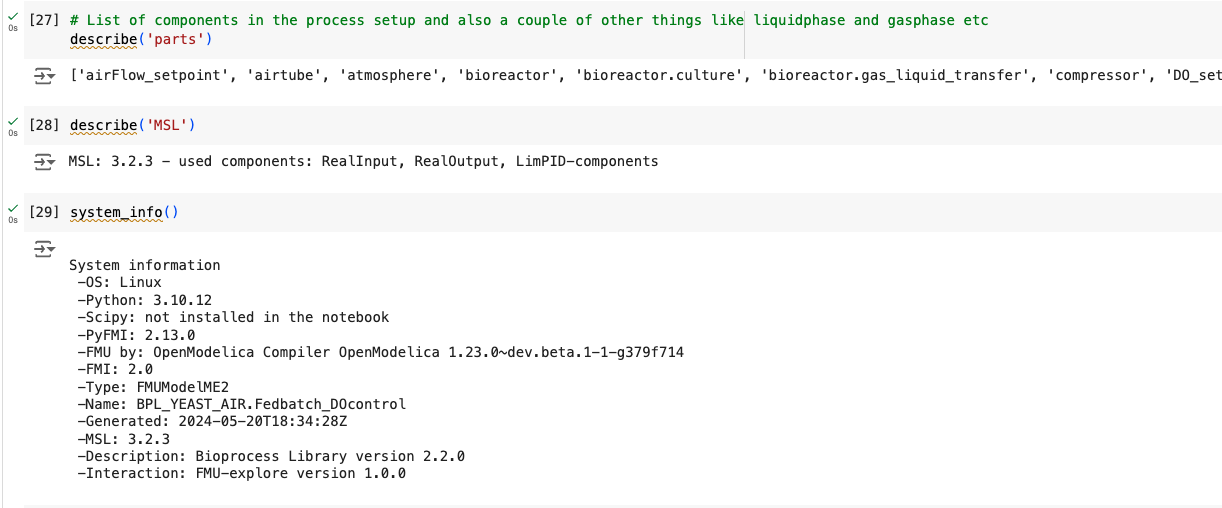 [27] # List of components in the process setup and also a couple of other things like liquidphase and gasphase etc
0s
describe('parts')
['airFlow_setpoint', 'airtube', 'atmosphere', 'bioreactor', 'bioreactor.culture', 'bioreactor.gas_liquid_transfer', 'compressor', 'DO_set
[28] describe('MSL')
0s
MSL: 3.2.3 – used components: RealInput, RealOutput, LimPID-components
[29] system_info()
0s
System information
–OS: Linux
–Python: 3.10.12
–Scipy: not installed in the notebook
–PyFMI: 2.13.0
–FMU by: OpenModelica Compiler OpenModelica 1.23.0~dev.beta.1-1-g379f714
–FMI: 2.0
–Type: FMUModelME2
–Name: BPL_YEAST_AIR.Fedbatch_DOcontrol
–Generated: 2024-05-20T18:34:28Z
–MSL: 3.2.3
–Description: Bioprocess Library version 2.2.0
–Interaction: FMU-explore version 1.0.0